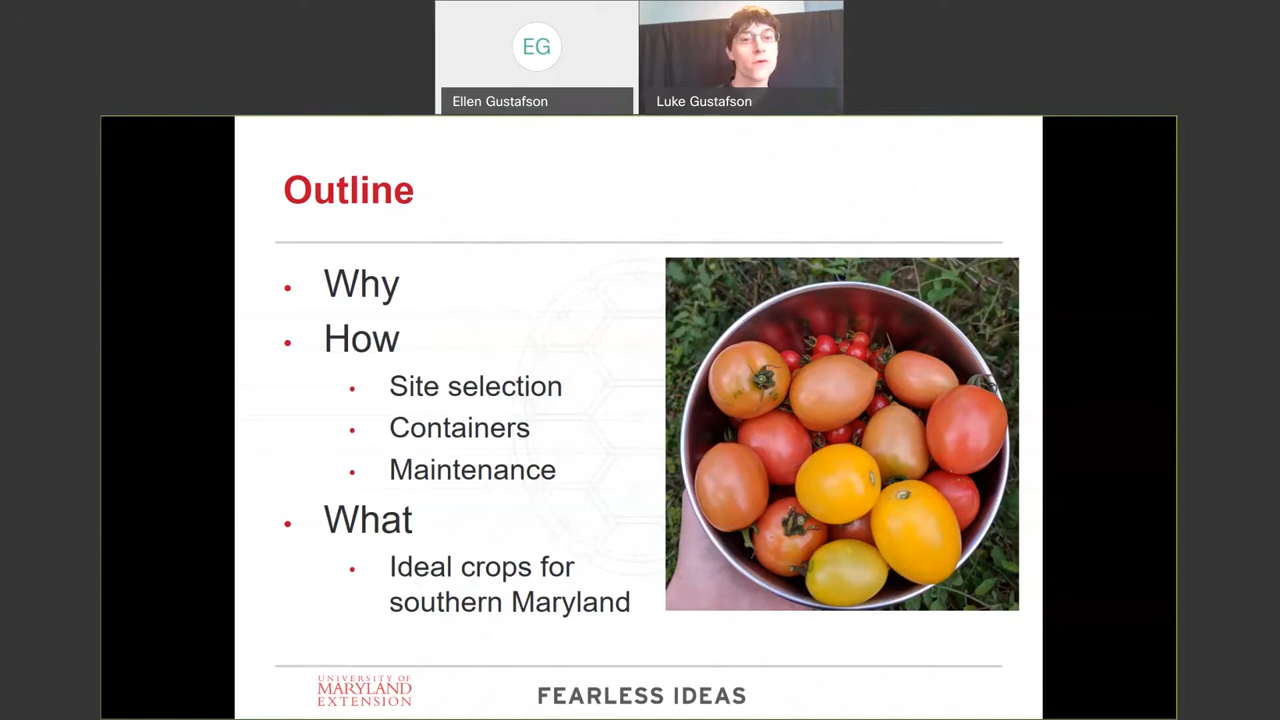 EG
Ellen Gustafson
Luke Gustafson
Outline
• Why
• How
• Site selection
• Containers
• Maintenance
• What
• Ideal crops for
southern Maryland
UNIVERSITY OF
MARYLAND
EXTENSION
FEARLESS IDEAS